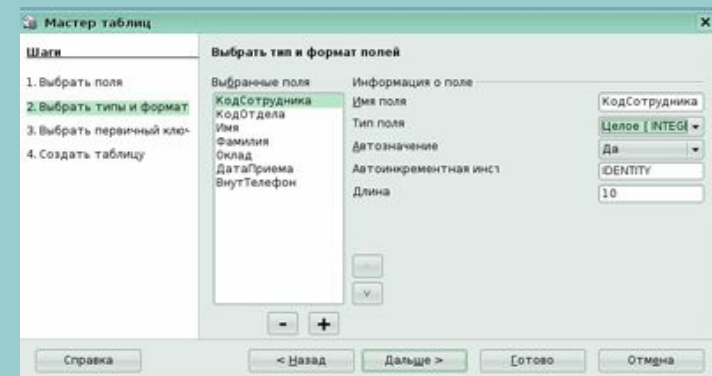 Мастер таблиц
Шаги
1. Выбрать поля
2. Выбрать типы и формат
3. Выбрать первичный ключ
4. Создать таблицу
Выбрать тип и формат полей
Выбранные поля
КодСотрудника
КодОтдела
Имя
Фамилия
Оклад
ДатаПриема
ВнутТелефон
- +
Информация о поле
Имя поля КодСотрудника
Тип поля Целое [ INTEGI
Автозначение Да
Автоинкрементная инст IDENTITY
Длина 10
Справка < Назад Дальше > Готово Отмена